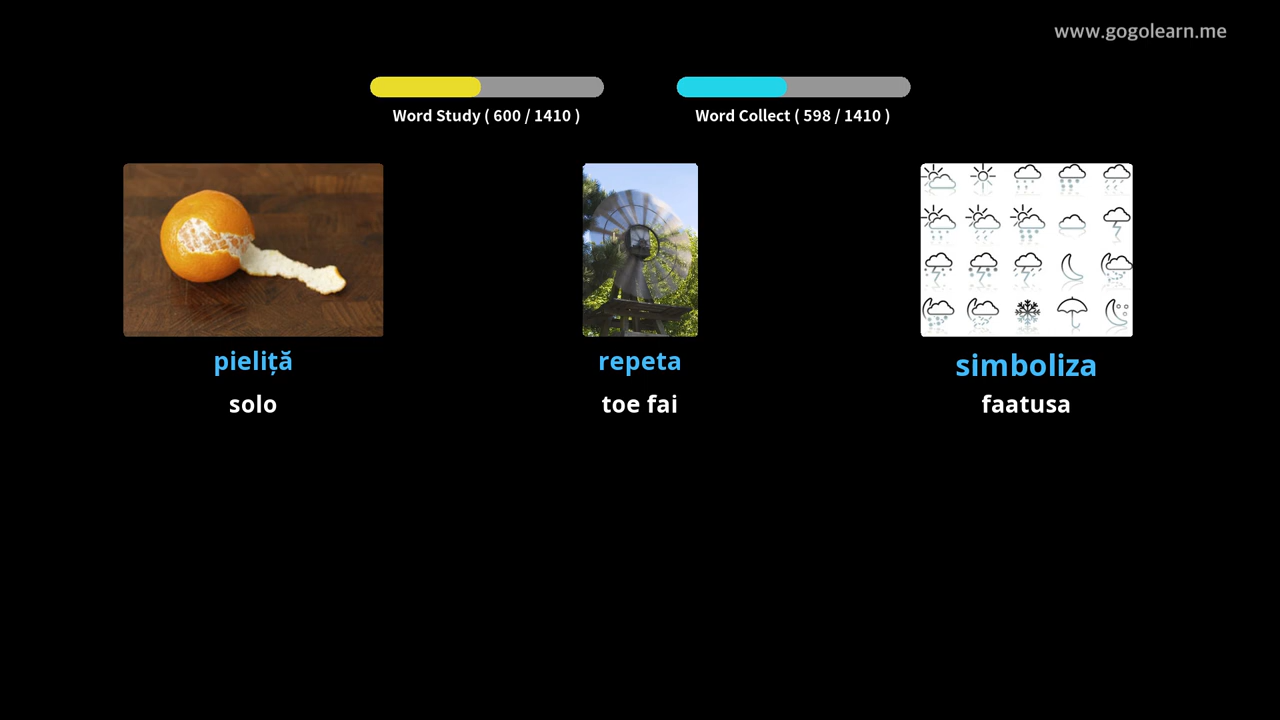 www.gogolearn.me
Word Study ( 600 / 1410 )
Word Collect ( 598 / 1410 )
pieliță
repeta
simboliza
solo
toe fai
faatusa